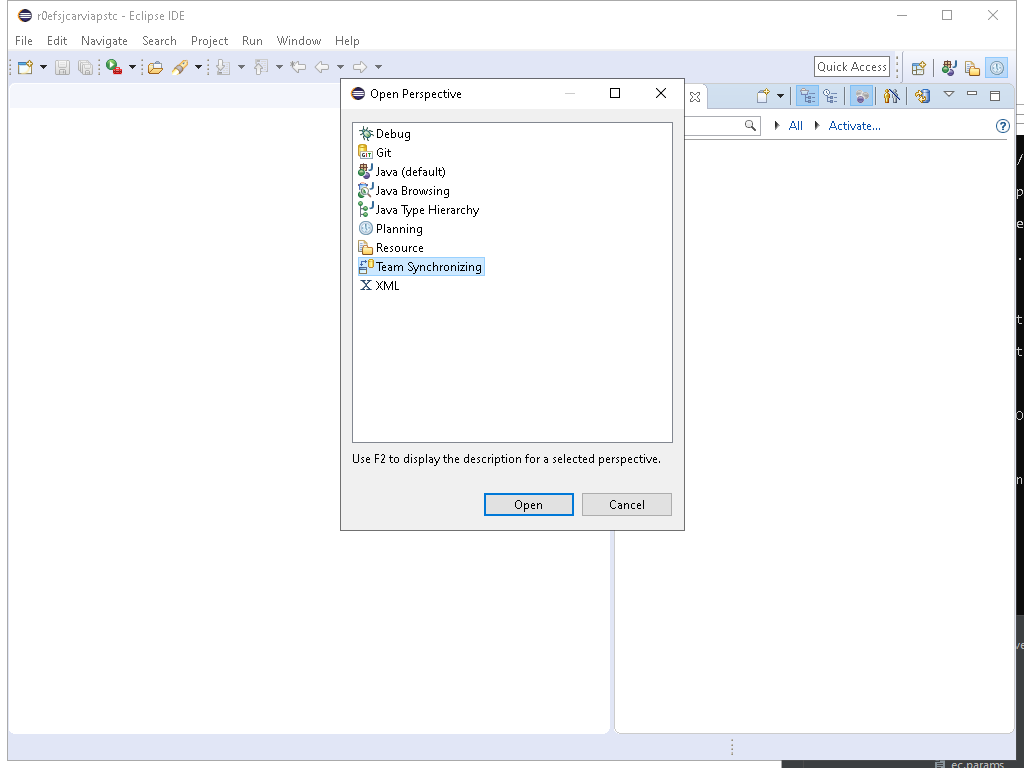 r0efsjcarviapstc - Eclipse IDE
File Edit Navigate Search Project Run Window Help
Quick Access
Open Perspective
All Activate...
Debug
GIT Git
Java (default)
Java Browsing
Java Type Hierarchy
Planning
Resource
Team Synchronizing
X XML
Use F2 to display the description for a selected perspective.
Open Cancel
ec.params